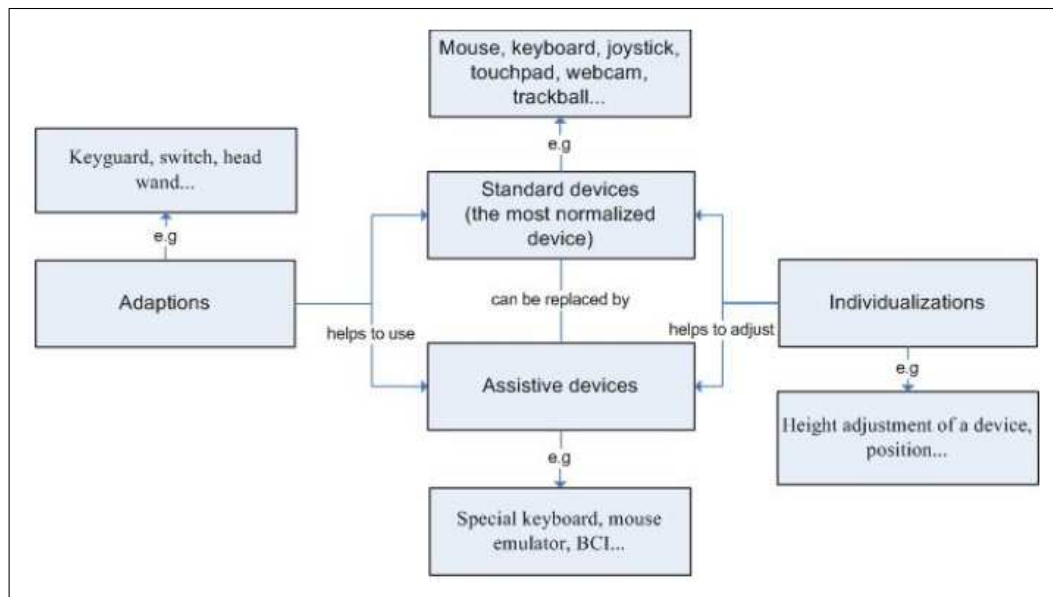 Mouse, keyboard, joystick,
touchpad, webcam,
trackball...
e.g
Keyguard, switch, head
wand...
e.g
Standard devices
(the most normalized
device)
Adaptions
can be replaced by
Individualizations
helps to use
helps to adjust
Assistive devices
e.g
Height adjustment of a device,
position...
e.g
Special keyboard, mouse
emulator, BCI...